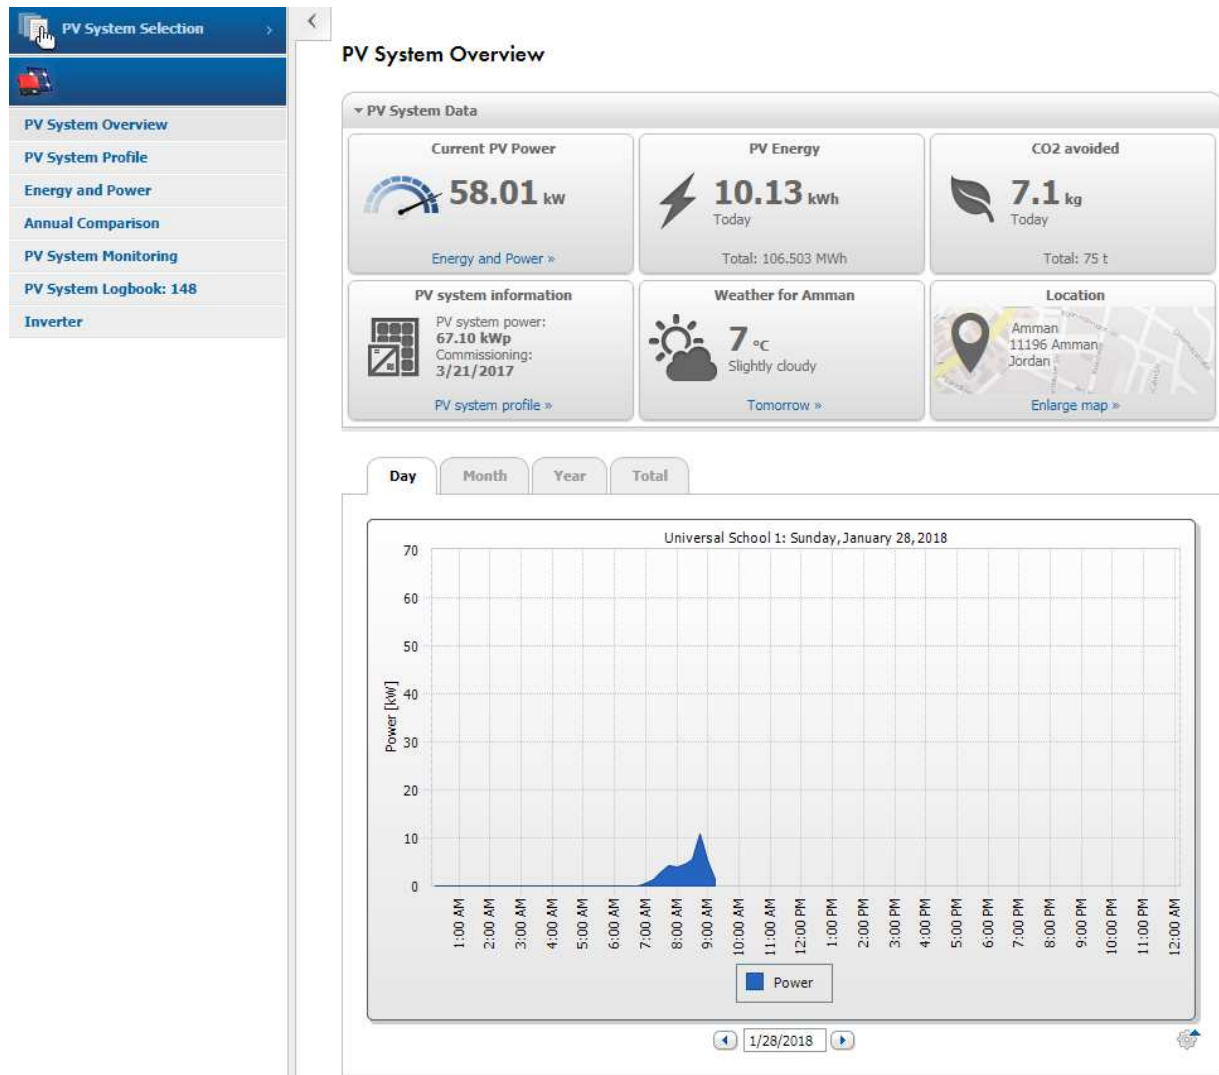 PV System Selection
PV System Overview
PV System Profile
Energy and Power
Annual Comparison
PV System Monitoring
PV System Logbook: 148
Inverter
PV System Overview
PV System Data
Current PV Power
58.01 kW
Energy and Power »
PV Energy
10.13 kWh
Today
Total: 106.503 MWh
CO2 avoided
7.1 kg
Today
Total: 75 t
PV system information
PV system power:
67.10 kWp
Commissioning:
3/21/2017
PV system profile »
Weather for Amman
7 °C
Slightly cloudy
Tomorrow »
Location
Amman
11196 Amman
Jordan
Enlarge map »
Day
Month
Year
Total
Universal School 1: Sunday, January 28, 2018
Power [kW]
70
60
50
40
30
20
10
0
1:00 AM
2:00 AM
3:00 AM
4:00 AM
5:00 AM
6:00 AM
7:00 AM
8:00 AM
9:00 AM
10:00 AM
11:00 AM
12:00 PM
1:00 PM
2:00 PM
3:00 PM
4:00 PM
5:00 PM
6:00 PM
7:00 PM
8:00 PM
9:00 PM
10:00 PM
11:00 PM
12:00 AM
Power
1/28/2018